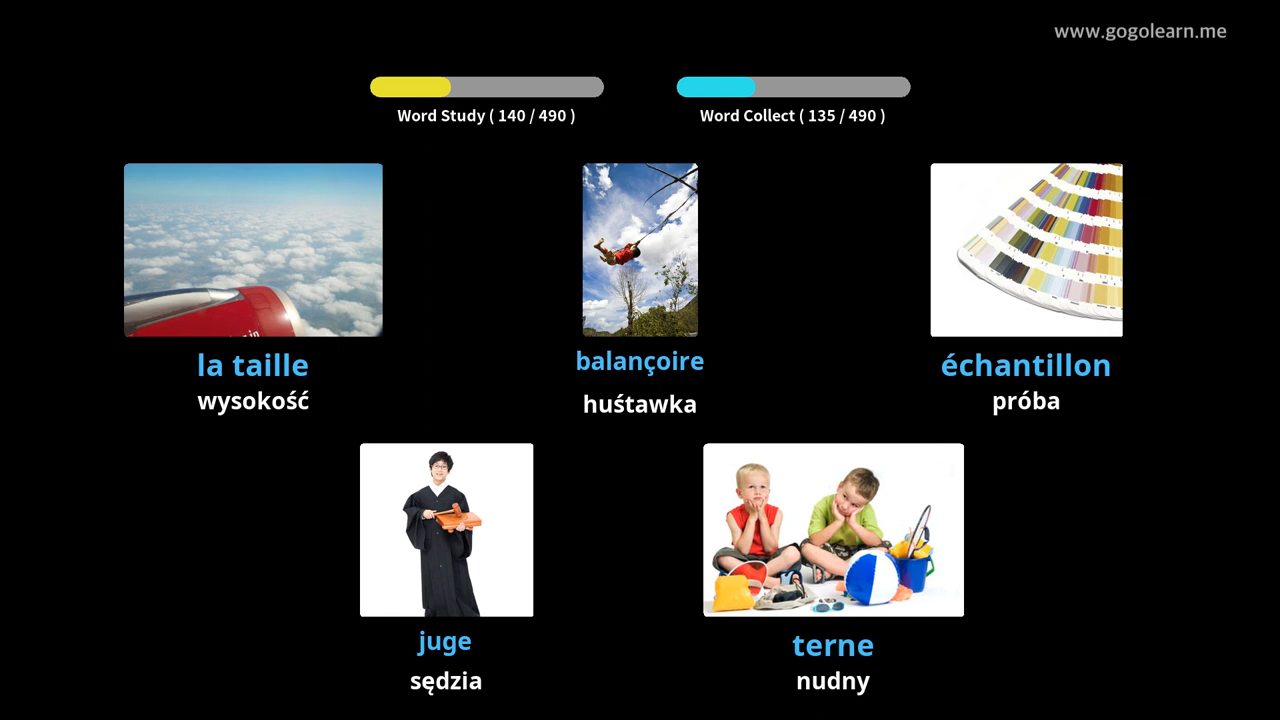 www.gogolearn.me
Word Study ( 140 / 490 )
Word Collect ( 135 / 490 )
la taille
wysokość
balançoire
huśtawka
échantillon
próba
juge
sędzia
terne
nudny